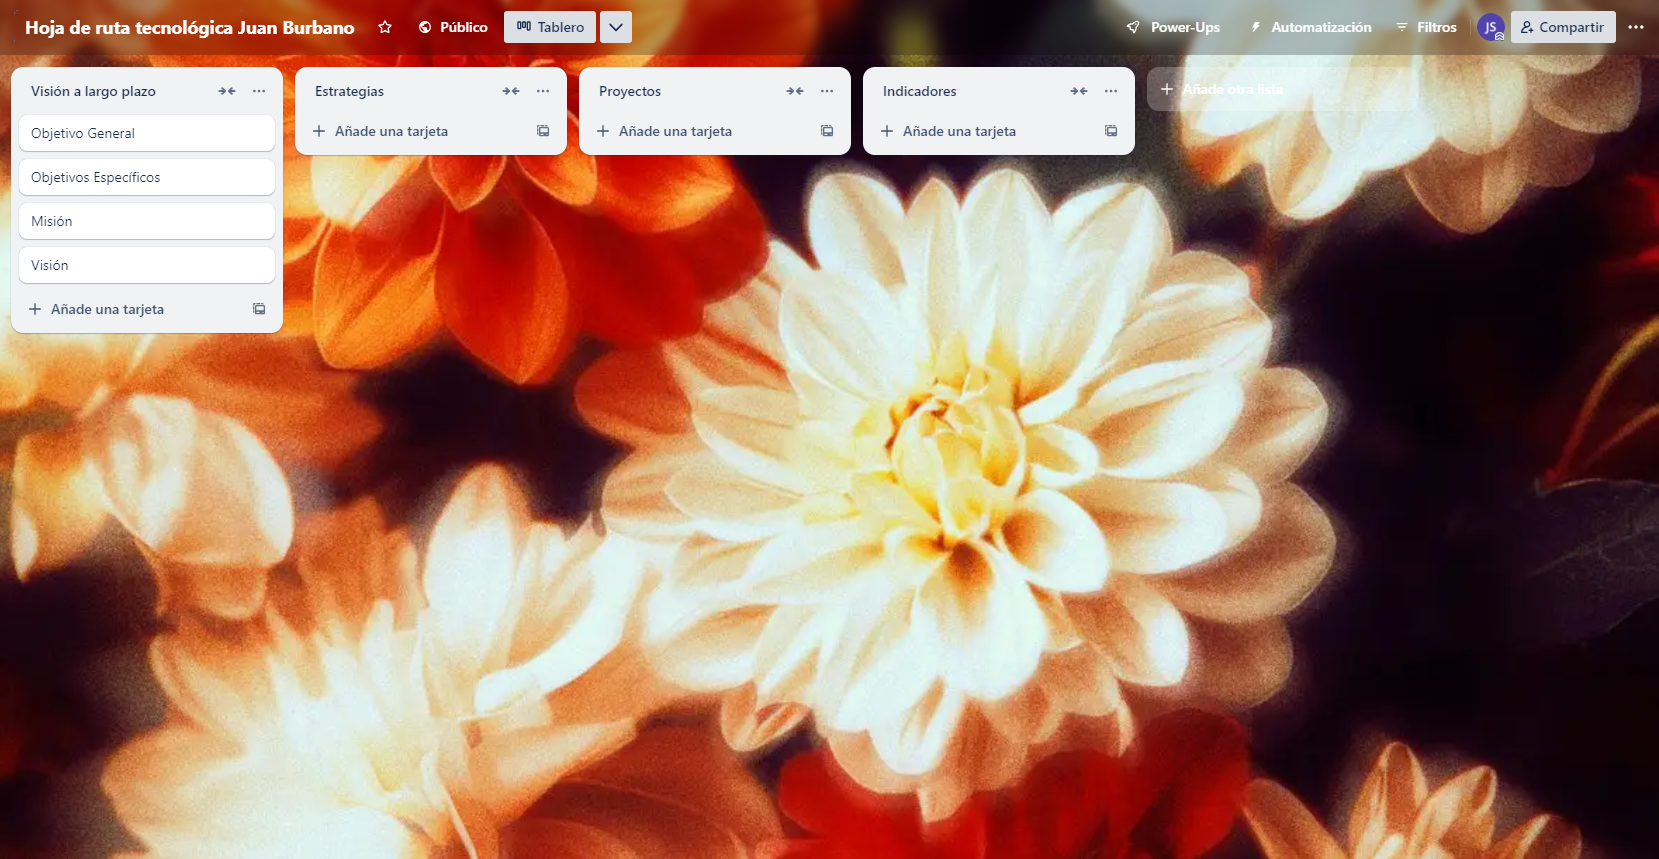 Hoja de ruta tecnológica Juan Burbano
Público
Tablero
Power-Ups
Automatización
Filtros
JS
Compartir
Visión a largo plazo
Objetivo General
Objetivos Específicos
Misión
Visión
Añade una tarjeta
Estrategias
Añade una tarjeta
Proyectos
Añade una tarjeta
Indicadores
Añade una tarjeta
Añade otra lista